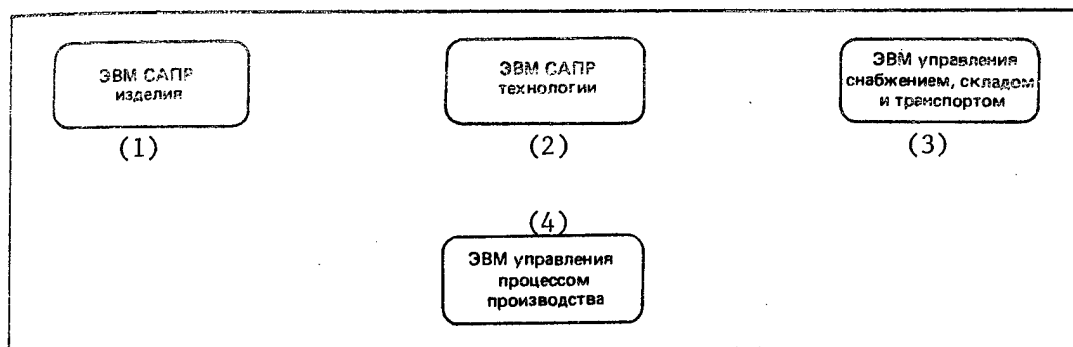 ЭВМ САПР
изделия
(1)
ЭВМ САПР
технологии
(2)
ЭВМ управления
снабжением, складом
и транспортом
(3)
(4)
ЭВМ управления
процессом
производства